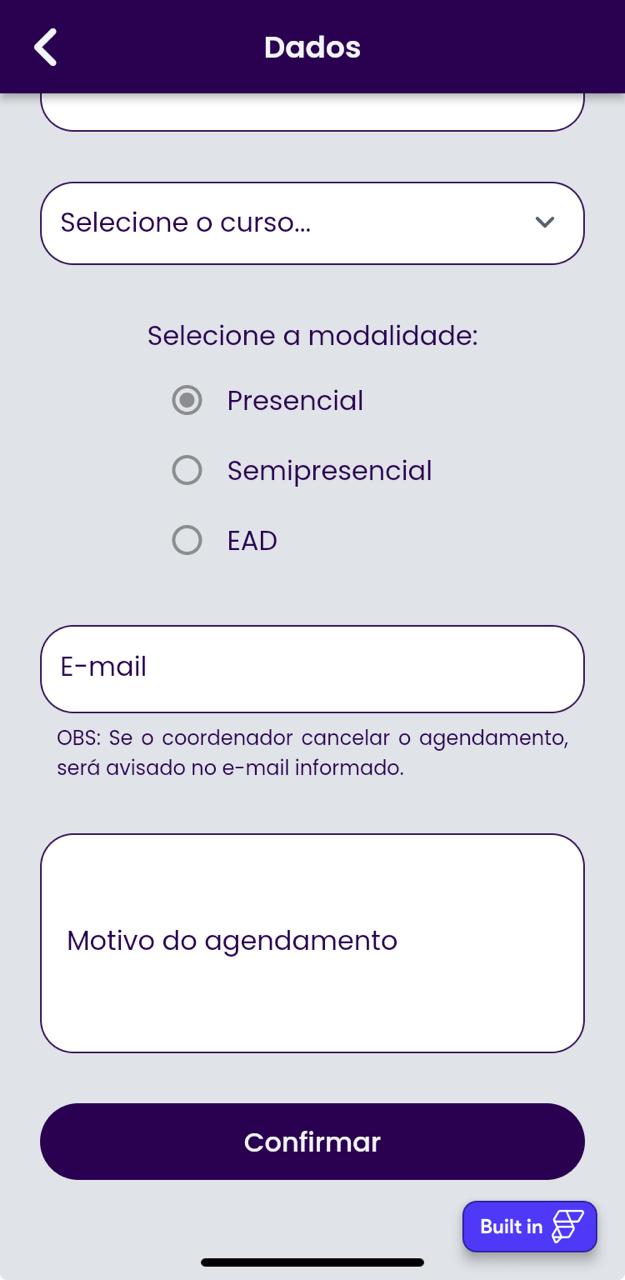 Dados
Selecione o curso...
Selecione a modalidade:
Presencial
Semipresencial
EAD
E-mail
OBS: Se o coordenador cancelar o agendamento,
será avisado no e-mail informado.
Motivo do agendamento
Confirmar
Built in